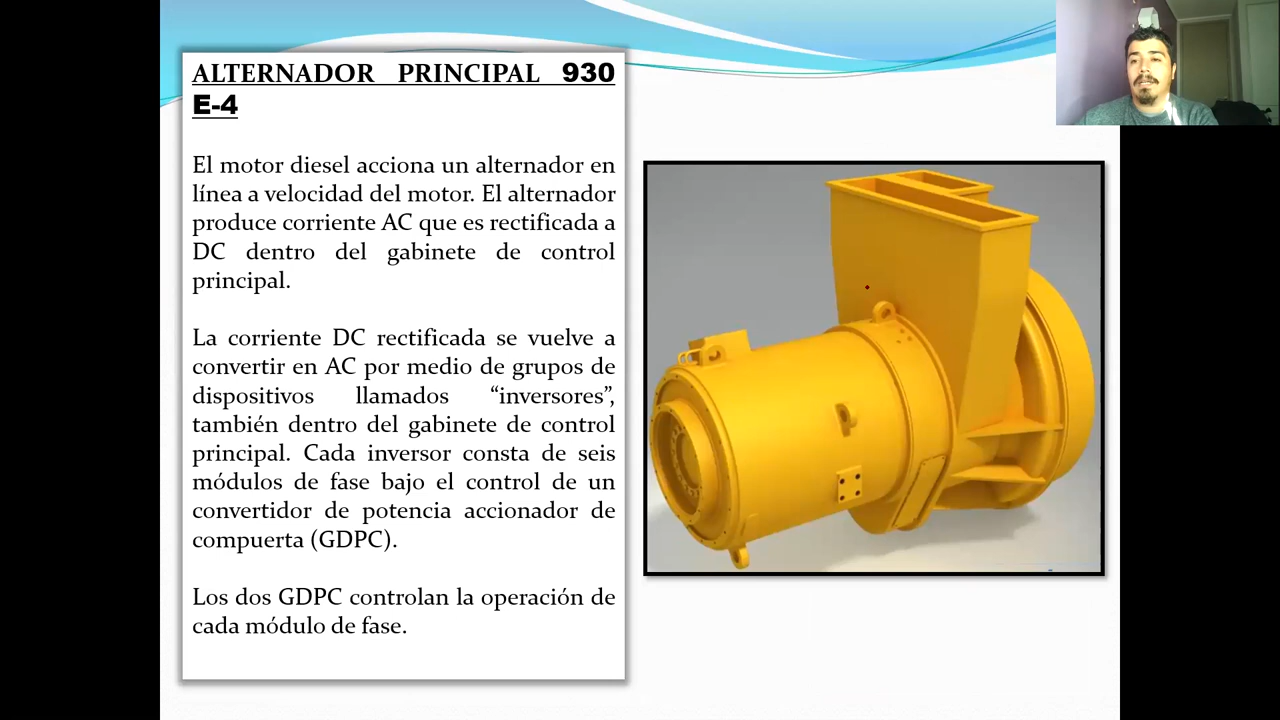 ALTERNADOR PRINCIPAL 930
E-4
El motor diesel acciona un alternador en
línea a velocidad del motor. El alternador
produce corriente AC que es rectificada a
DC dentro del gabinete de control
principal.
La corriente DC rectificada se vuelve a
convertir en AC por medio de grupos de
dispositivos llamados “inversores”,
también dentro del gabinete de control
principal. Cada inversor consta de seis
módulos de fase bajo el control de un
convertidor de potencia accionador de
compuerta (GDPC).
Los dos GDPC controlan la operación de
cada módulo de fase.